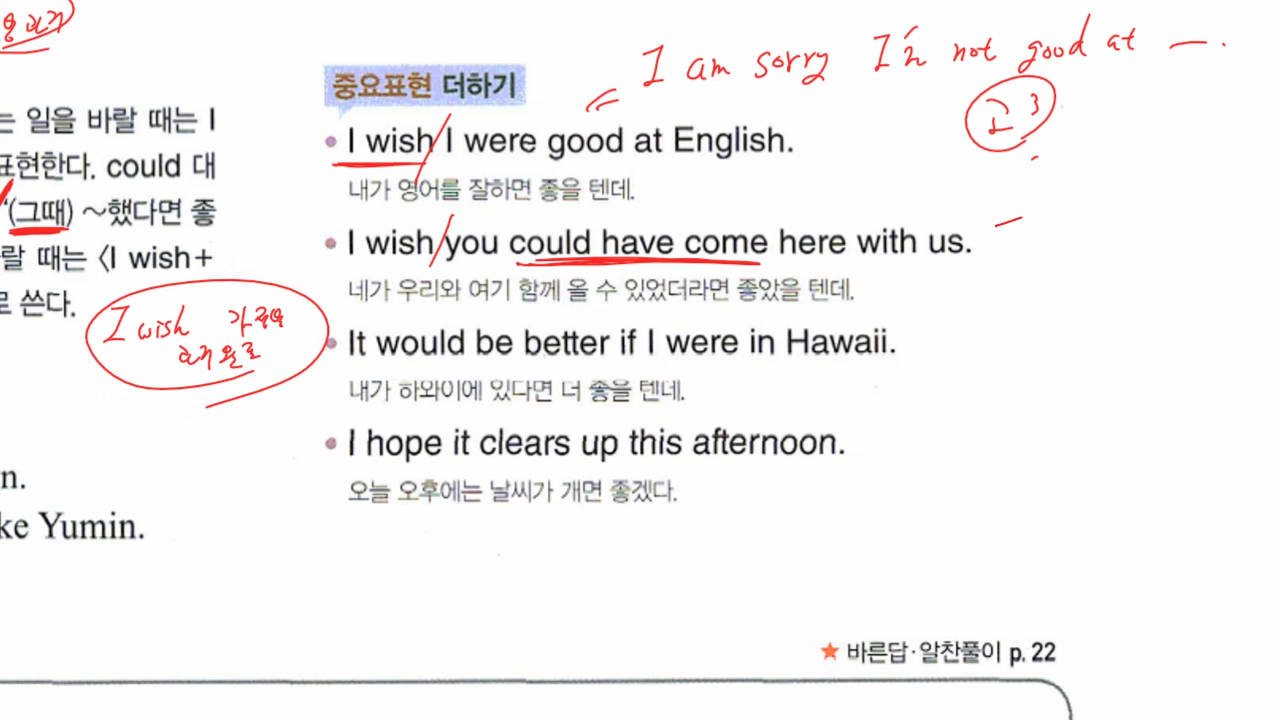 I am sorry I'm not good at ㅡ.
고3
중요표현 더하기
• I wish/I were good at English.
내가 영어를 잘하면 좋을 텐데.
• I wish/you could have come here with us.
네가 우리와 여기 함께 올 수 있었더라면 좋았을 텐데.
• It would be better if I were in Hawaii.
내가 하와이에 있다면 더 좋을 텐데.
• I hope it clears up this afternoon.
오늘 오후에는 날씨가 개면 좋겠다.
는 일을 바랄 때는 I
표현한다. could 대
'(그때) ~했다면 좋
랄 때는 〈I wish+
로 쓴다.
I wish 가정법
n.
ke Yumin.
★ 바른답·알찬풀이 p. 22